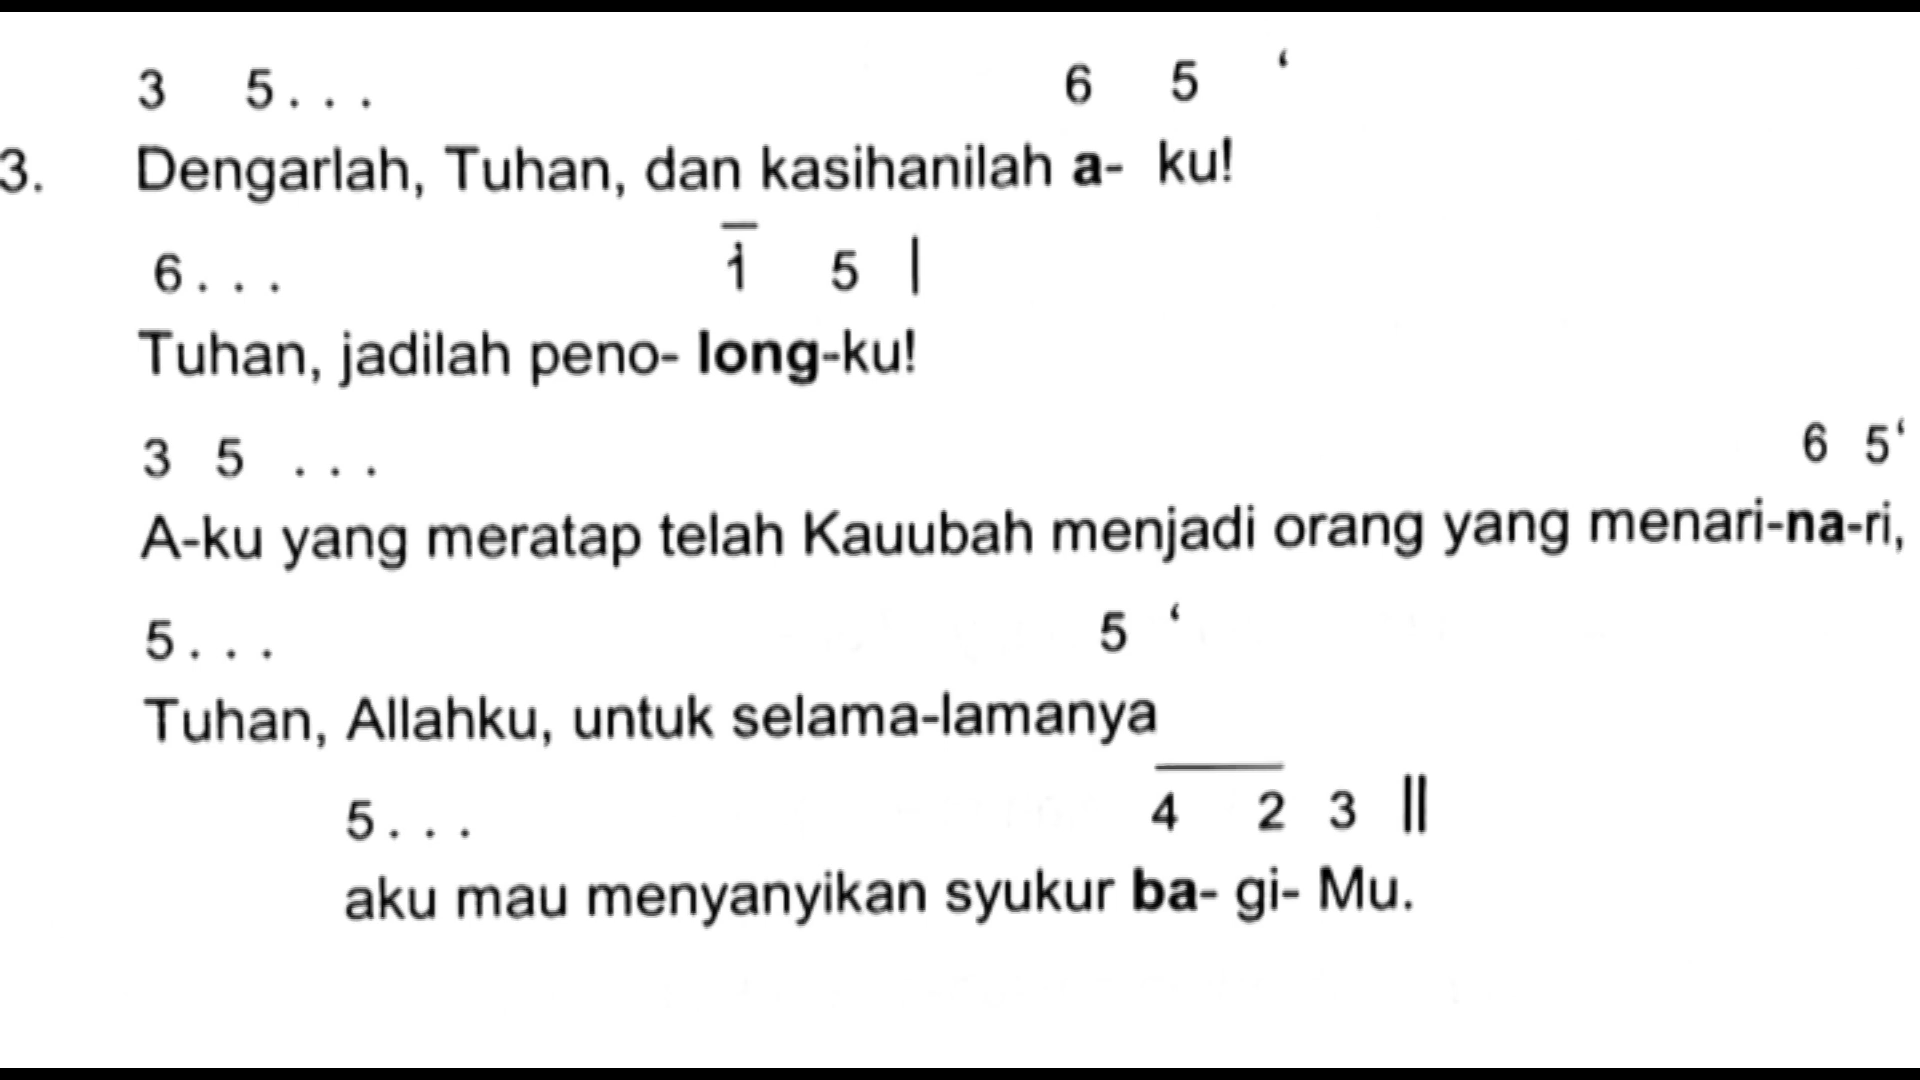 3 5 . . . 6 5 ‘
3. Dengarlah, Tuhan, dan kasihanilah a- ku!
6 . . . 1̇ 5 |
Tuhan, jadilah peno- long-ku!
3 5 . . . 6 5‘
A-ku yang meratap telah Kauubah menjadi orang yang menari-na-ri,
5 . . . 5 ‘
Tuhan, Allahku, untuk selama-lamanya
5 . . . 4 2 3 ||
aku mau menyanyikan syukur ba- gi- Mu.